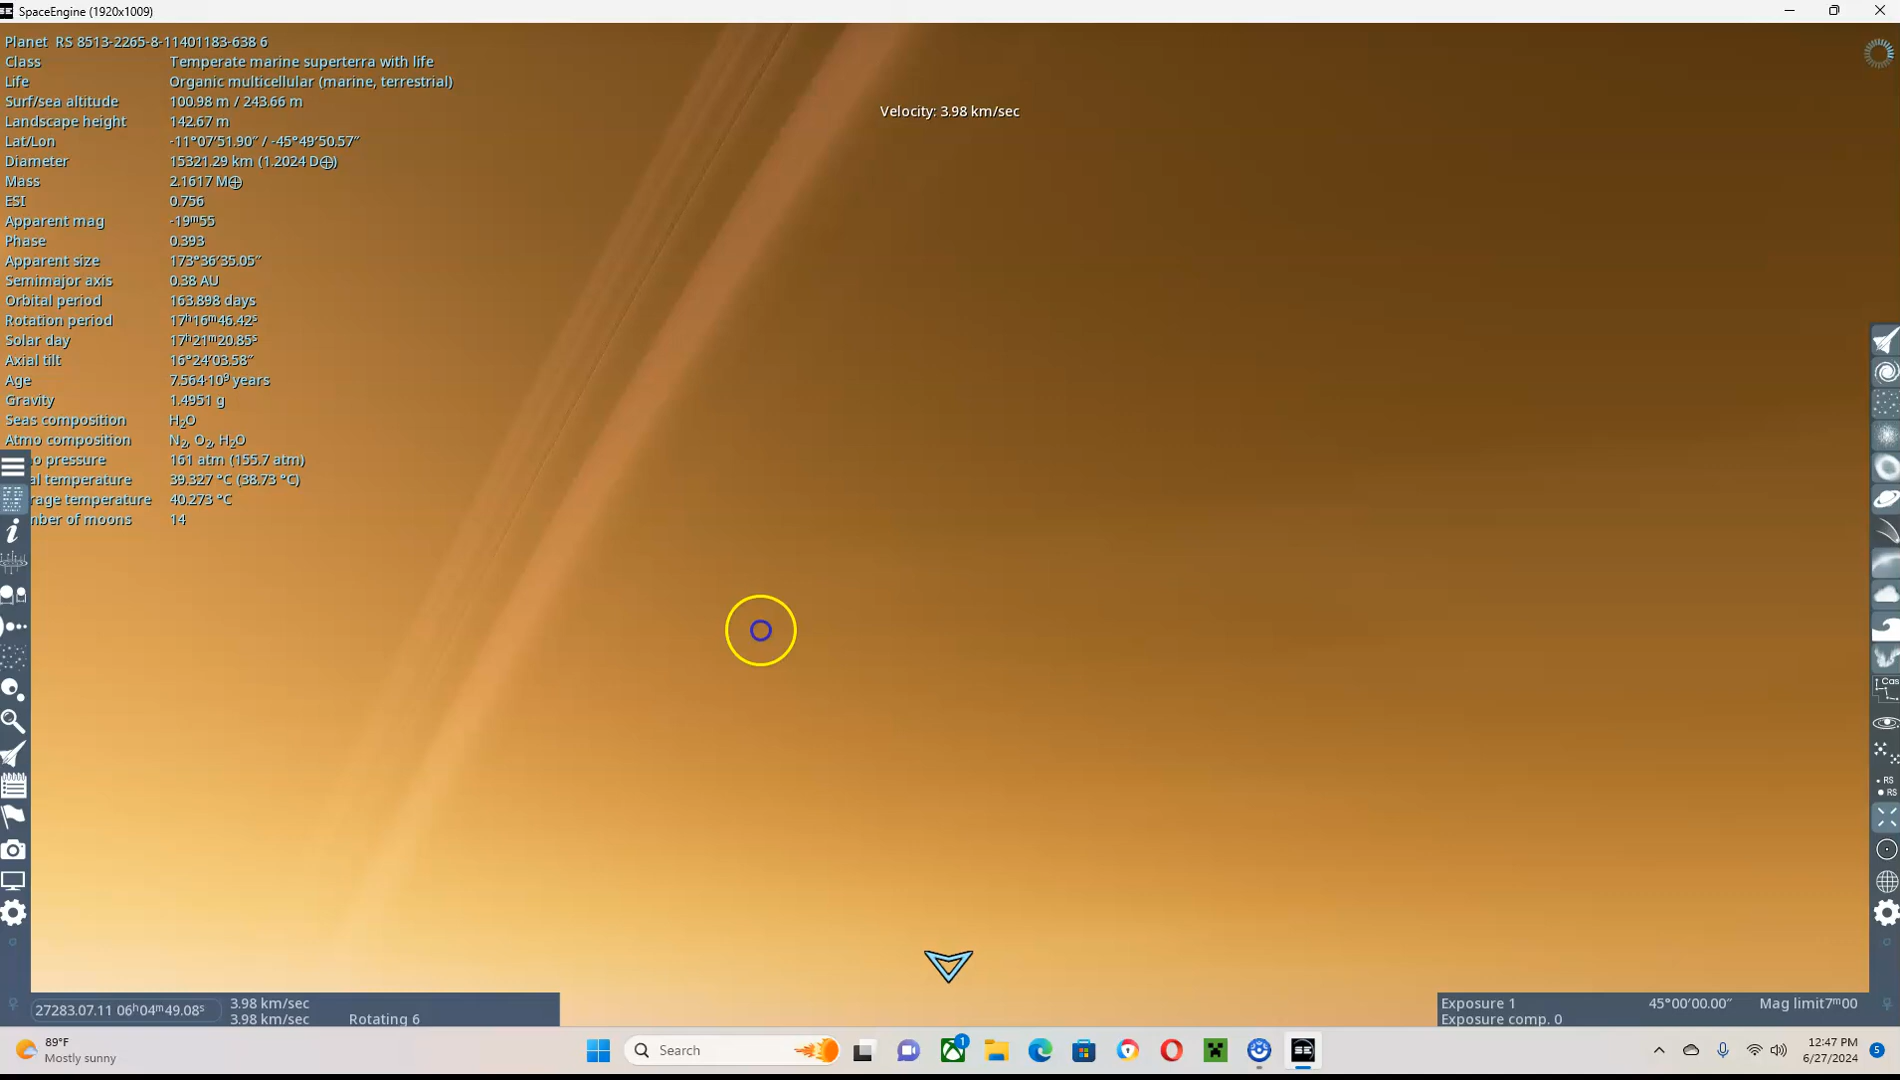 SpaceEngine (1920x1009)
Planet RS 8513-2265-8-11401183-638 6
Class Temperate marine superterra with life
Life Organic multicellular (marine, terrestrial)
Surf/sea altitude 100.98 m / 243.66 m
Landscape height 142.67 m
Lat/Lon -11°07′51.90″ / -45°49′50.57″
Diameter 15321.29 km (1.2024 D⊕)
Mass 2.1617 M⊕
ESI 0.756
Apparent mag -19ᵐ55
Phase 0.393
Apparent size 173°36′35.05″
Semimajor axis 0.38 AU
Orbital period 163.898 days
Rotation period 17ʰ16ᵐ46.42ˢ
Solar day 17ʰ21ᵐ20.85ˢ
Axial tilt 16°24′03.58″
Age 7.564·10⁹ years
Gravity 1.4951 g
Seas composition H₂O
Atmo composition N₂, O₂, H₂O
o pressure 161 atm (155.7 atm)
al temperature 39.327 °C (38.73 °C)
rage temperature 40.273 °C
nber of moons 14
Velocity: 3.98 km/sec
Cas
RS
RS
27283.07.11 06ʰ04ᵐ49.08ˢ
3.98 km/sec
3.98 km/sec
Rotating 6
Exposure 1 45°00′00.00″ Mag limit7ᵐ00
Exposure comp. 0
89°F
Mostly sunny
Search
1
SE
12:47 PM
6/27/2024
5